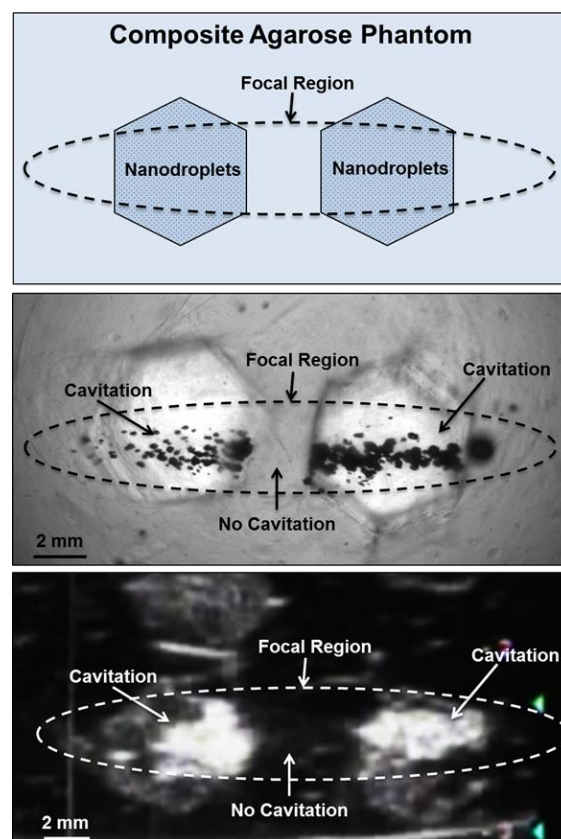 Composite Agarose Phantom
Focal Region
Nanodroplets Nanodroplets
Focal Region
Cavitation Cavitation
No Cavitation
2 mm
Focal Region
Cavitation
Cavitation
No Cavitation
2 mm